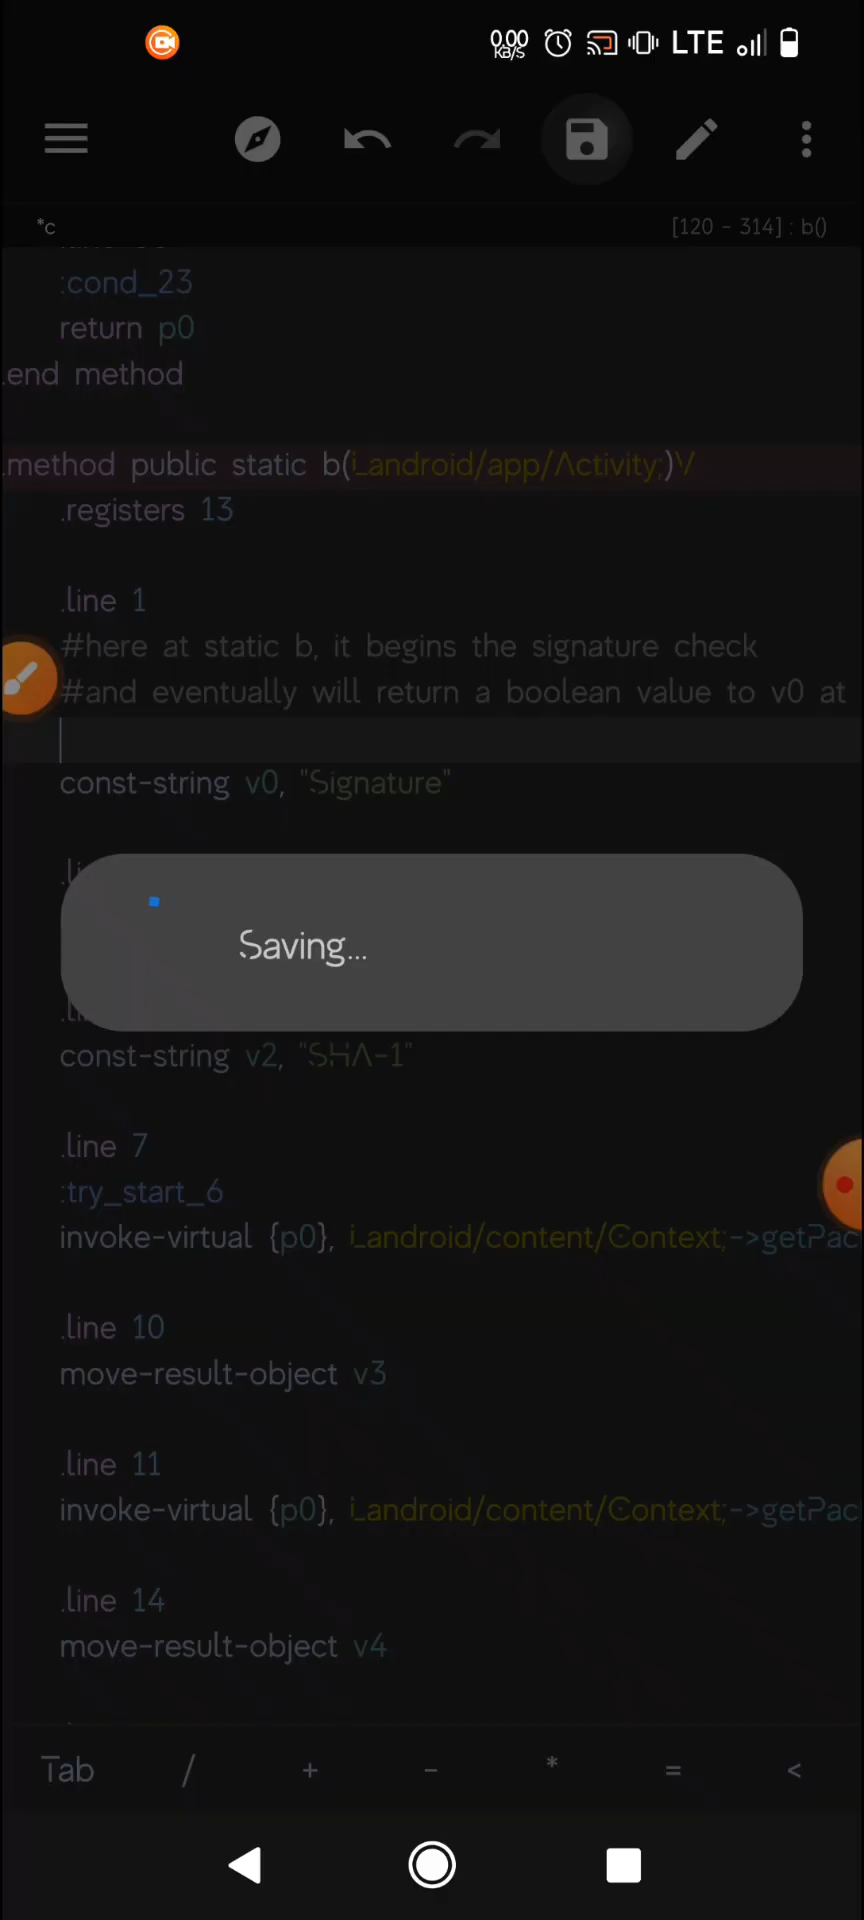 0.00 KB/S LTE
*c [120 - 314] : b()
:cond_23
return p0
.end method
.method public static b(Landroid/app/Activity;)V
.registers 13
.line 1
#here at static b, it begins the signature check
#and eventually will return a boolean value to v0 at
const-string v0, "Signature"
.li
Saving...
.li
const-string v2, "SHA-1"
.line 7
:try_start_6
invoke-virtual {p0}, Landroid/content/Context;->getPac
.line 10
move-result-object v3
.line 11
invoke-virtual {p0}, Landroid/content/Context;->getPac
.line 14
move-result-object v4
Tab / + - * = <